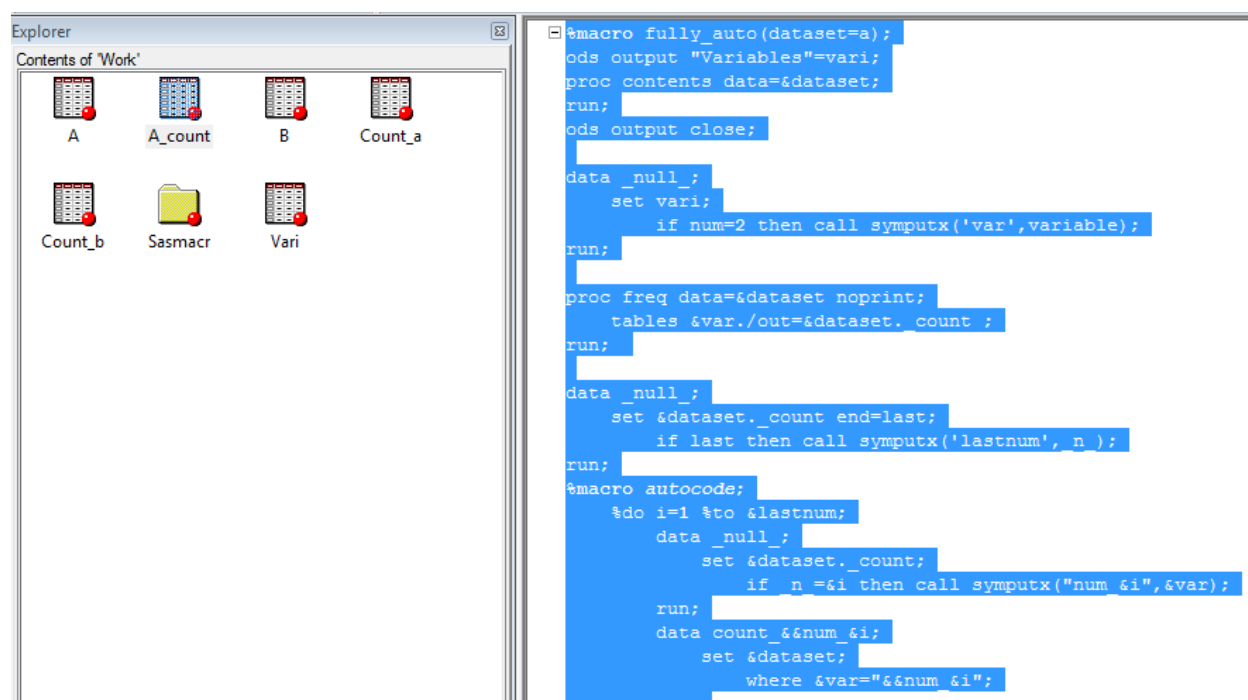 Explorer
Contents of 'Work'
A A_count B Count_a
Count_b Sasmacr Vari
%macro fully_auto(dataset=a);
ods output "Variables"=vari;
proc contents data=&dataset;
run;
ods output close;
data _null_;
set vari;
if num=2 then call symputx('var',variable);
run;
proc freq data=&dataset noprint;
tables &var./out=&dataset._count ;
run;
data _null_;
set &dataset._count end=last;
if last then call symputx('lastnum',_n_);
run;
%macro autocode;
%do i=1 %to &lastnum;
data _null_;
set &dataset._count;
if _n_=&i then call symputx("num_&i",&var);
run;
data count_&&num_&i;
set &dataset;
where &var="&&num_&i";